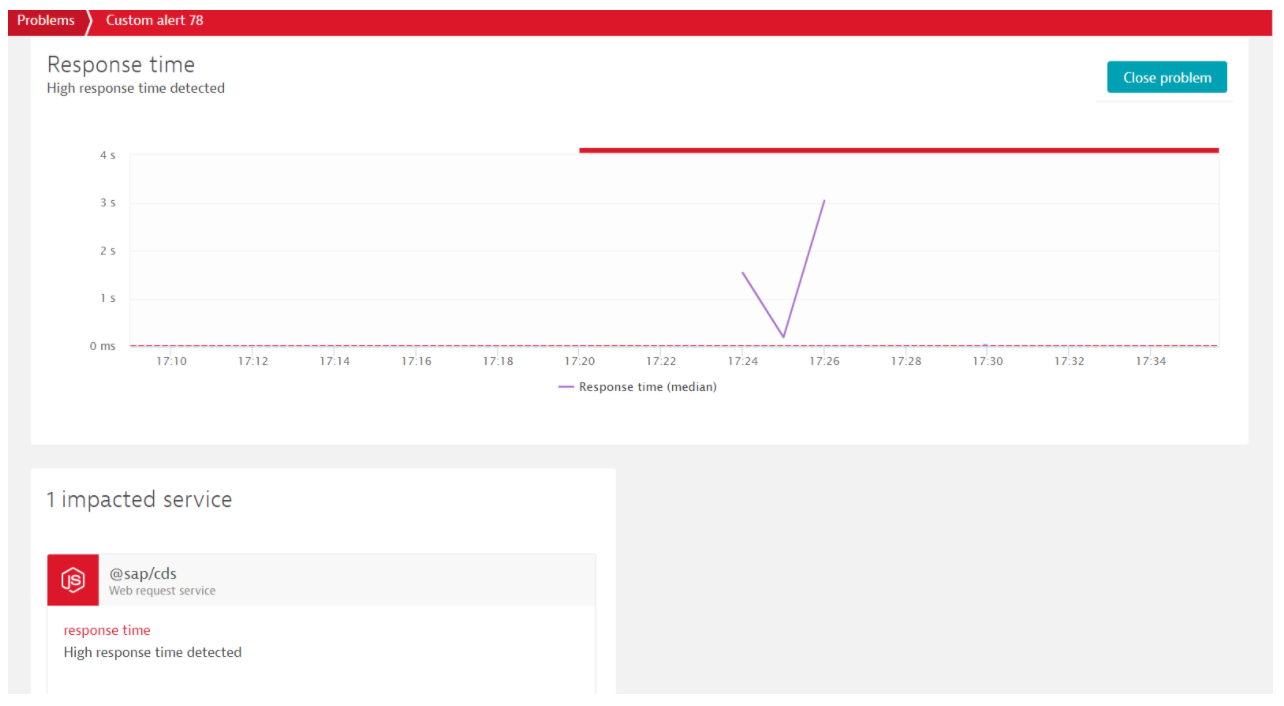 Problems
Custom alert 78
Response time
High response time detected
Close problem
4 s
3 s
2 s
1 s
0 ms
17:10 17:12 17:14 17:16 17:18 17:20 17:22 17:24 17:26 17:28 17:30 17:32 17:34
Response time (median)
1 impacted service
JS
@sap/cds
Web request service
response time
High response time detected